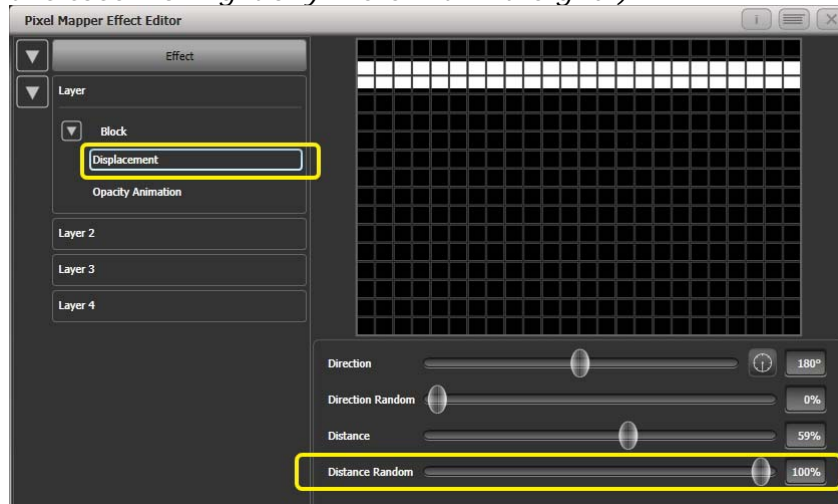 Pixel Mapper Effect Editor
Effect
Layer
Block
Displacement
Opacity Animation
Layer 2
Layer 3
Layer 4
Direction 180°
Direction Random 0%
Distance 59%
Distance Random 100%